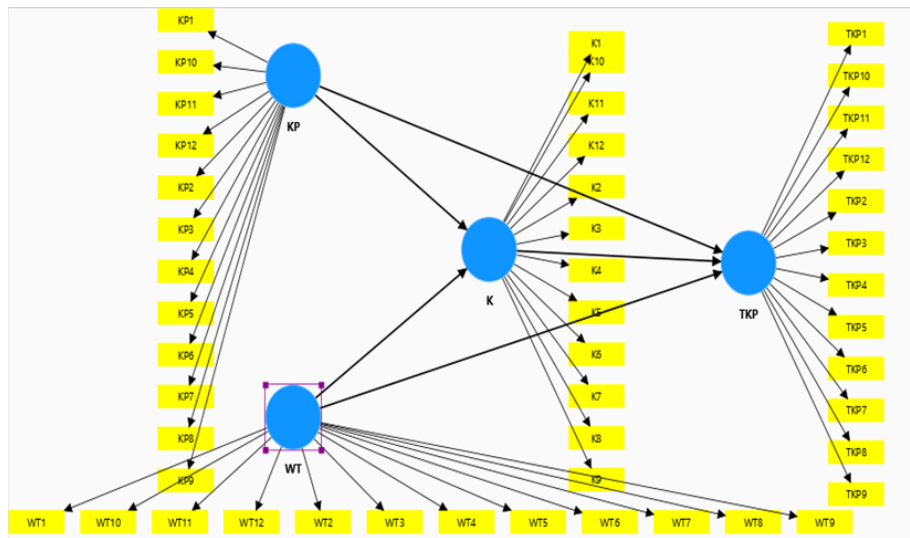 KP1
KP10
KP11
KP12
KP2
KP3
KP4
KP5
KP6
KP7
KP8
KP9
KP
K1
K10
K11
K12
K2
K3
K4
K5
K6
K7
K8
K9
K
TKP1
TKP10
TKP11
TKP12
TKP2
TKP3
TKP4
TKP5
TKP6
TKP7
TKP8
TKP9
TKP
WT
WT1 WT10 WT11 WT12 WT2 WT3 WT4 WT5 WT6 WT7 WT8 WT9